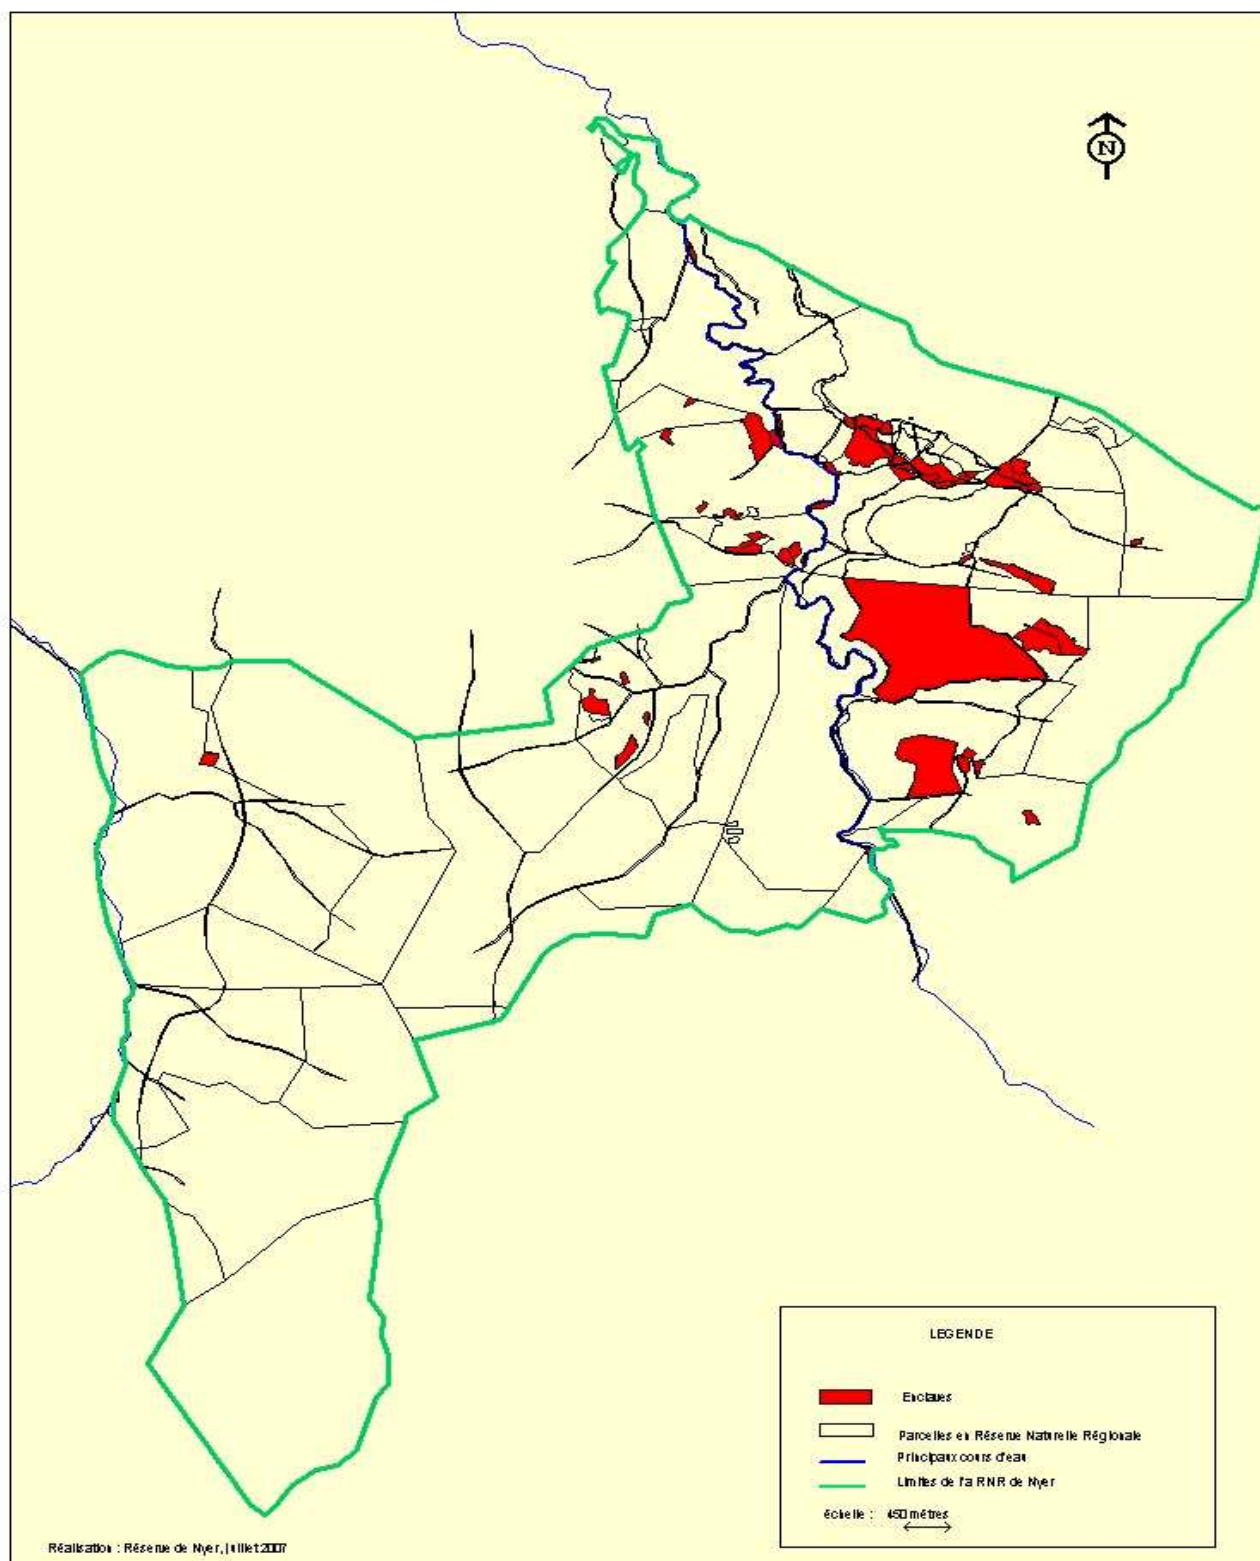 N
LEGENDE
Enclaves
Parcelles en Réserve Naturelle Régionale
Principaux cours d'eau
Limites de l'a RNR de Nyer
échelle : 450 mètres
Réalisation : Réserve de Nyer, juillet 2007